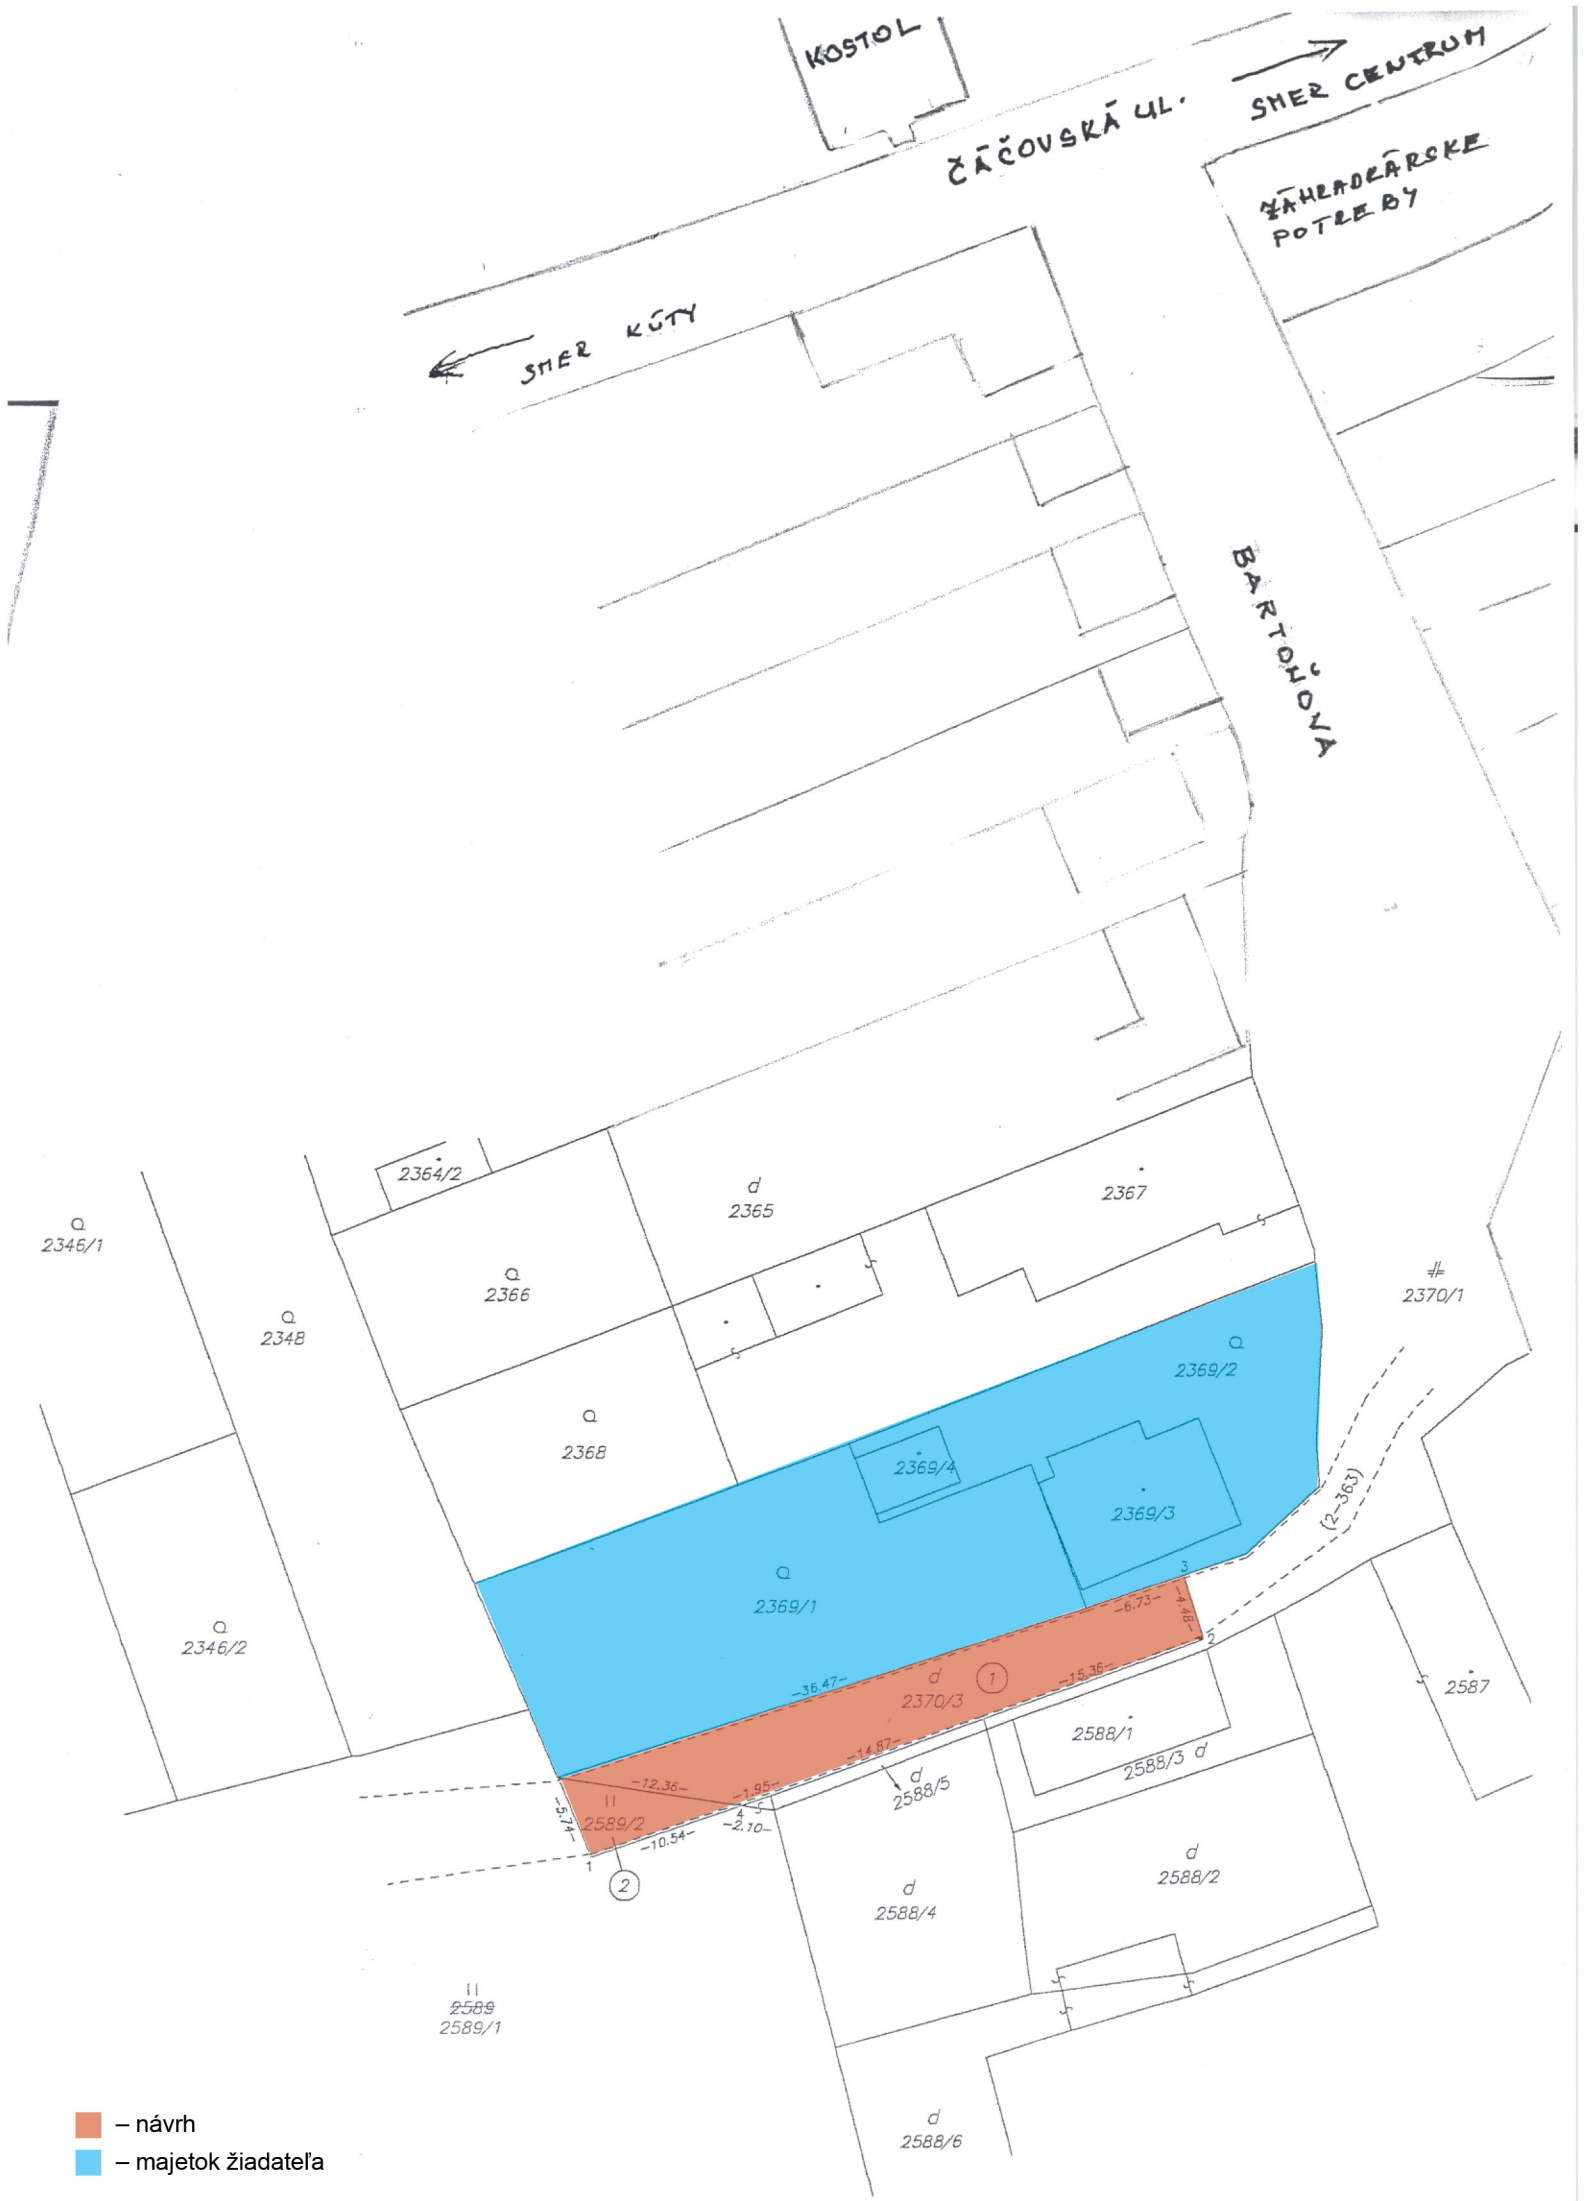 KOSTOL
ČÁČOVSKÁ UL.
SMER CENTRUM
ZÁHRADKÁRSKE
POTREBY
SMER KÚTY
BARTOŇOVA
2364/2
d
2365
2367
2346/1
2366
2348
2370/1
2369/2
2368
2369/4
2369/3
(2-363)
2369/1
3
-6.73-
-4.48-
2
2346/2
-36.47-
d
2370/3
1
-15.36-
2587
2588/1
2588/3 d
-14.87-
d
2588/5
-12.36-
-1.95-
4
-2.10-
-5.74-
2589/2
-10.54-
1
2
d
2588/2
d
2588/4
2589
2589/1
d
2588/6
– návrh
– majetok žiadateľa